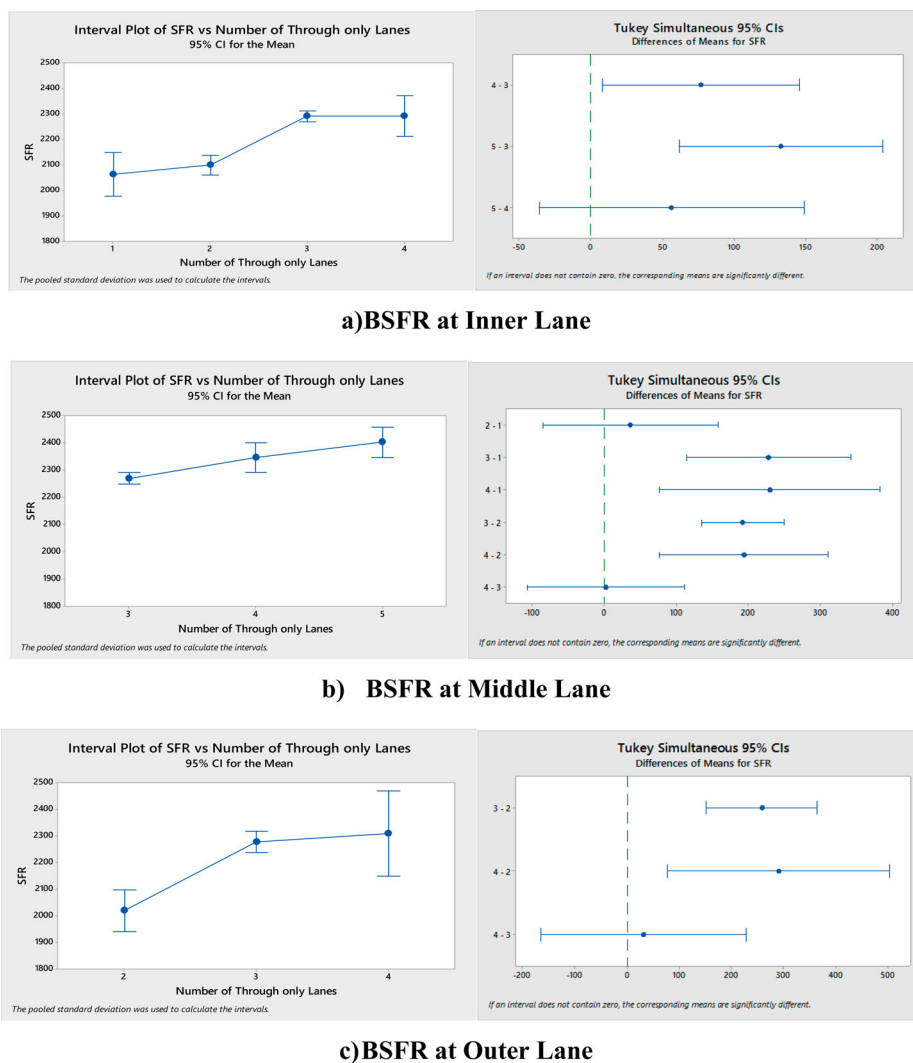 Interval Plot of SFR vs Number of Through only Lanes
95% CI for the Mean
2500
2400
2300
2200
2100
2000
1900
1800
SFR
1
2
3
4
Number of Through only Lanes
The pooled standard deviation was used to calculate the intervals.
Tukey Simultaneous 95% CIs
Differences of Means for SFR
4 - 3
5 - 3
5 - 4
-50
0
50
100
150
200
If an interval does not contain zero, the corresponding means are significantly different.
a)BSFR at Inner Lane
Interval Plot of SFR vs Number of Through only Lanes
95% CI for the Mean
2500
2400
2300
2200
2100
2000
1900
1800
SFR
3
4
5
Number of Through only Lanes
The pooled standard deviation was used to calculate the intervals.
Tukey Simultaneous 95% CIs
Differences of Means for SFR
2 - 1
3 - 1
4 - 1
3 - 2
4 - 2
4 - 3
-100
0
100
200
300
400
If an interval does not contain zero, the corresponding means are significantly different.
b) BSFR at Middle Lane
Interval Plot of SFR vs Number of Through only Lanes
95% CI for the Mean
2500
2400
2300
2200
2100
2000
1900
1800
SFR
2
3
4
Number of Through only Lanes
The pooled standard deviation was used to calculate the intervals.
Tukey Simultaneous 95% CIs
Differences of Means for SFR
3 - 2
4 - 2
4 - 3
-200
-100
0
100
200
300
400
500
If an interval does not contain zero, the corresponding means are significantly different.
c)BSFR at Outer Lane